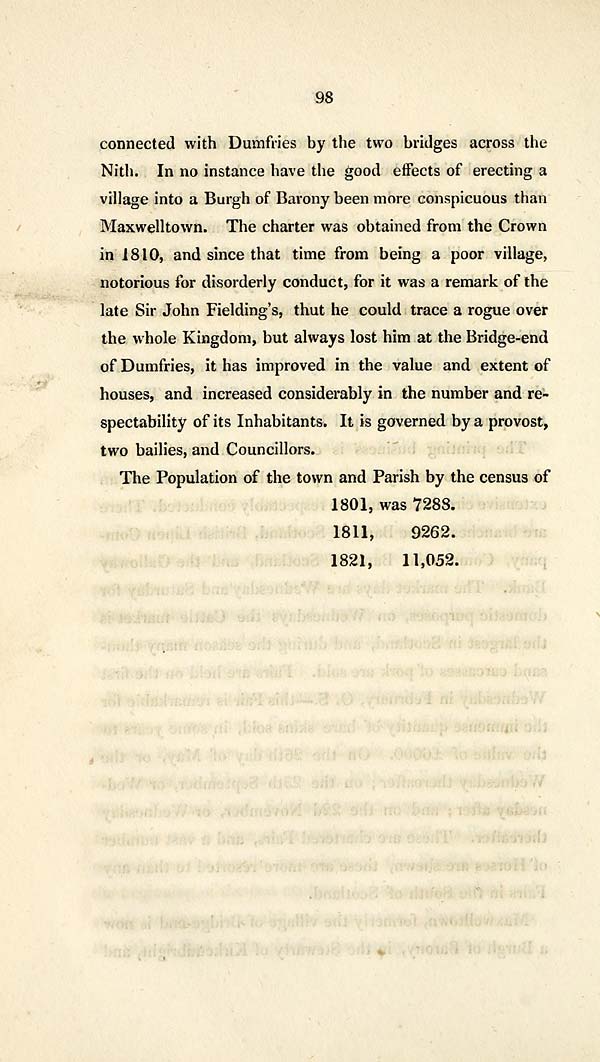 98
connected with Dumfries by the two bridges across the
Nith. In no instance have the good effects of erecting a
village into a Burgh of Barony been more conspicuous than
Maxwelltown. The charter was obtained from the Crown
in 1810, and since that time from being a poor village,
notorious for disorderly conduct, for it was a remark of the
late Sir John Fielding's, thut he could trace a rogue over
the whole Kingdom, but always lost him at the Bridge-end
of Dumfries, it has improved in the value and extent of
houses, and increased considerably in the number and re-
spectability of its Inhabitants. It is governed by a provost,
two bailies, and Councillors.
The Population of the town and Parish by the census of
1801, was 7288.
1811, 9262.
1821, 11,052.